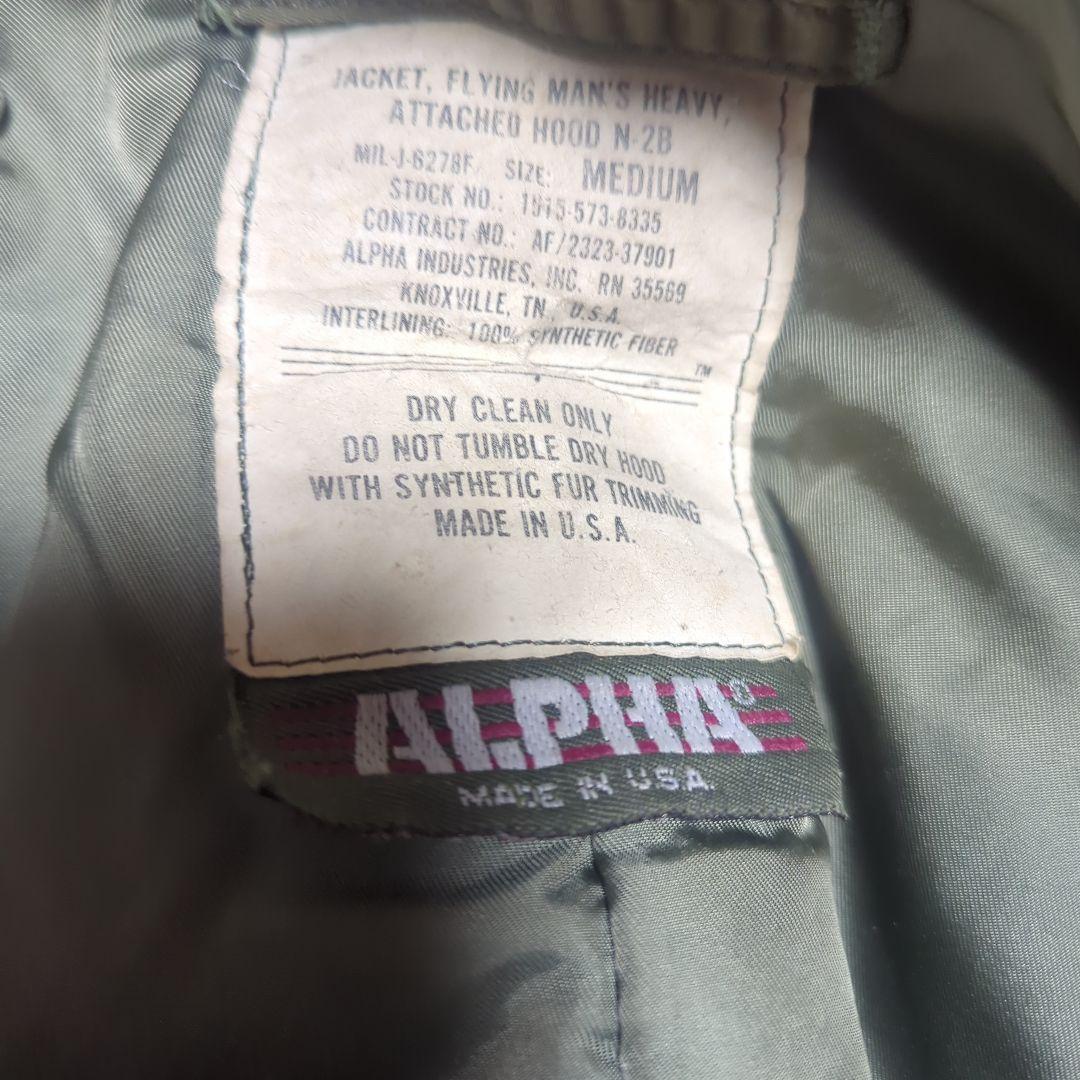 JACKET, FLYING MAN'S HEAVY,
ATTACHED HOOD N-2B
MIL-J-6278F SIZE: MEDIUM
STOCK NO.: 1915-573-8335
CONTRACT NO.: AF/2323-37901
ALPHA INDUSTRIES, INC. RN 35569
KNOXVILLE, TN, U.S.A.
INTERLINING: 100% SYNTHETIC FIBER
TM
DRY CLEAN ONLY
DO NOT TUMBLE DRY HOOD
WITH SYNTHETIC FUR TRIMMING
MADE IN U.S.A.
ALPHA®
MADE IN U.S.A.